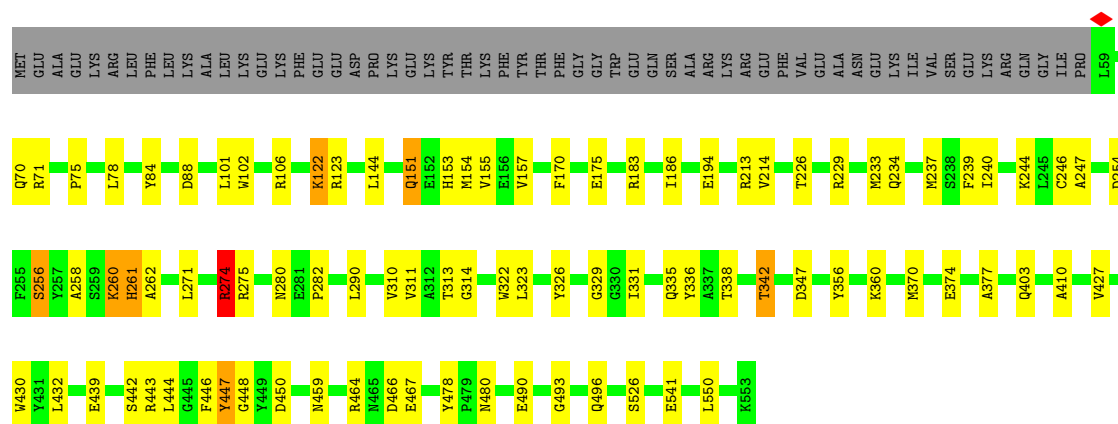 MET GLU ALA GLU LYS ARG LEU PHE LEU LYS ALA LEU LYS GLU LYS PHE GLU GLU ASP PRO LYS GLU LYS TYR THR LYS PHE TYR THR PHE GLY GLY TRP GLU GLN SER ALA ARG LYS ARG GLU PHE VAL GLU ALA ASN GLU LYS ILE VAL SER GLU LYS ARG GLN GLY ILE PRO L59
Q70 R71 P75 L78 Y84 D88 L101 W102 R106 K122 R123 L144 Q151 E152 H153 M154 V155 E156 V157 F170 E175 R183 I186 E194 R213 V214 T226 R229 M233 Q234 M237 S238 F239 I240 K244 L245 C246 A247
F255 S256 Y257 A258 S259 K260 H261 A262 L271 R274 R275 N280 E281 P282 L290 V310 V311 A312 T313 G314 W322 L323 Y326 G329 G330 I331 Q335 Y336 A337 T338 T342 D347 Y356 K360 M370 E374 A377 Q403 A410 V427
W430 Y431 L432 E439 S442 R443 L444 G445 F446 Y447 G448 Y449 D450 N459 R464 N465 D466 E467 Y478 P479 N480 E490 G493 Q496 S526 E541 L550 K553